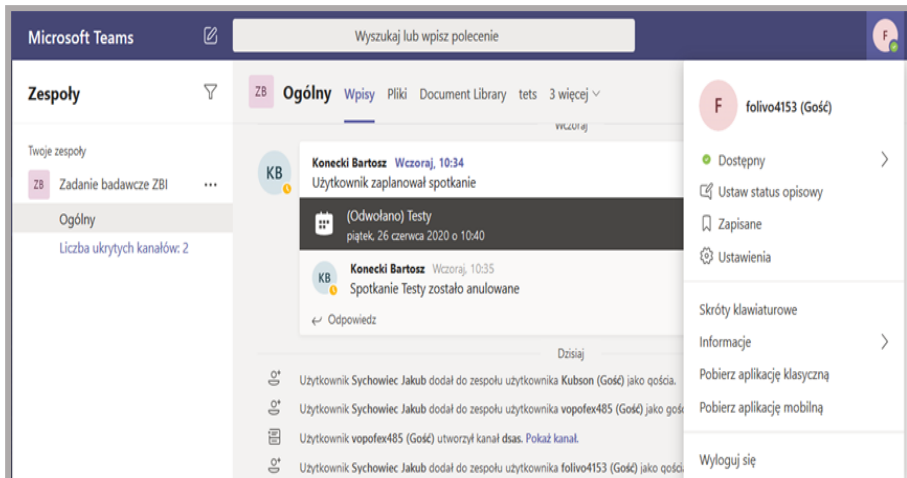 Microsoft Teams
Wyszukaj lub wpisz polecenie
F
Zespoły
ZB Ogólny Wpisy Pliki Document Library tets 3 więcej
Twoje zespoły
ZB Zadanie badawcze ZBI ...
Ogólny
Liczba ukrytych kanałów: 2
Wczoraj
KB
Konecki Bartosz Wczoraj, 10:34
Użytkownik zaplanował spotkanie
(Odwołano) Testy
piątek, 26 czerwca 2020 o 10:40
KB
Konecki Bartosz Wczoraj, 10:35
Spotkanie Testy zostało anulowane
Odpowiedz
Dzisiaj
Użytkownik Sychowiec Jakub dodał do zespołu użytkownika Kubson (Gość) jako gościa.
Użytkownik Sychowiec Jakub dodał do zespołu użytkownika vopofex485 (Gość) jako gośc
Użytkownik vopofex485 (Gość) utworzył kanał dsas. Pokaż kanał.
Użytkownik Sychowiec Jakub dodał do zespołu użytkownika folivo4153 (Gość) jako gości
F
folivo4153 (Gość)
Dostępny
Ustaw status opisowy
Zapisane
Ustawienia
Skróty klawiaturowe
Informacje
Pobierz aplikację klasyczną
Pobierz aplikację mobilną
Wyloguj się